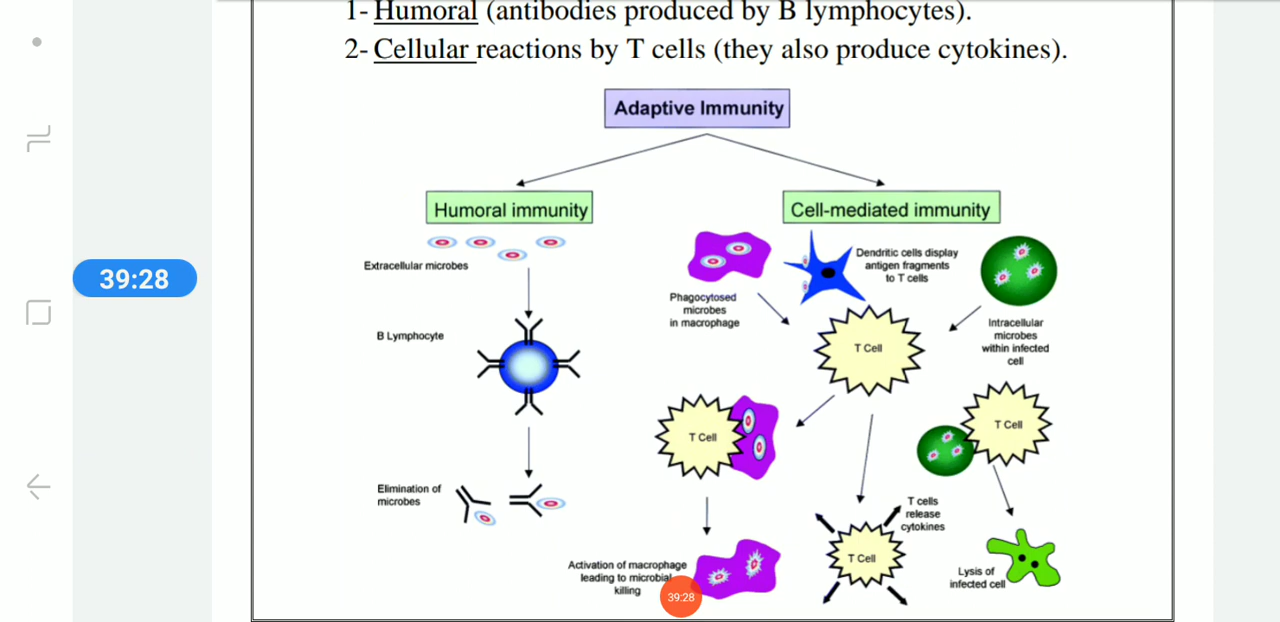 1- Humoral (antibodies produced by B lymphocytes).
2- Cellular reactions by T cells (they also produce cytokines).
Adaptive Immunity
Humoral immunity
Cell-mediated immunity
Extracellular microbes
B Lymphocyte
Elimination of
microbes
Phagocytosed
microbes
in macrophage
Dendritic cells display
antigen fragments
to T cells
Intracellular
microbes
within infected
cell
T Cell
T Cell
T Cell
T cells
release
cytokines
T Cell
Activation of macrophage
leading to microbial
killing
Lysis of
infected cell
39:28
39:28